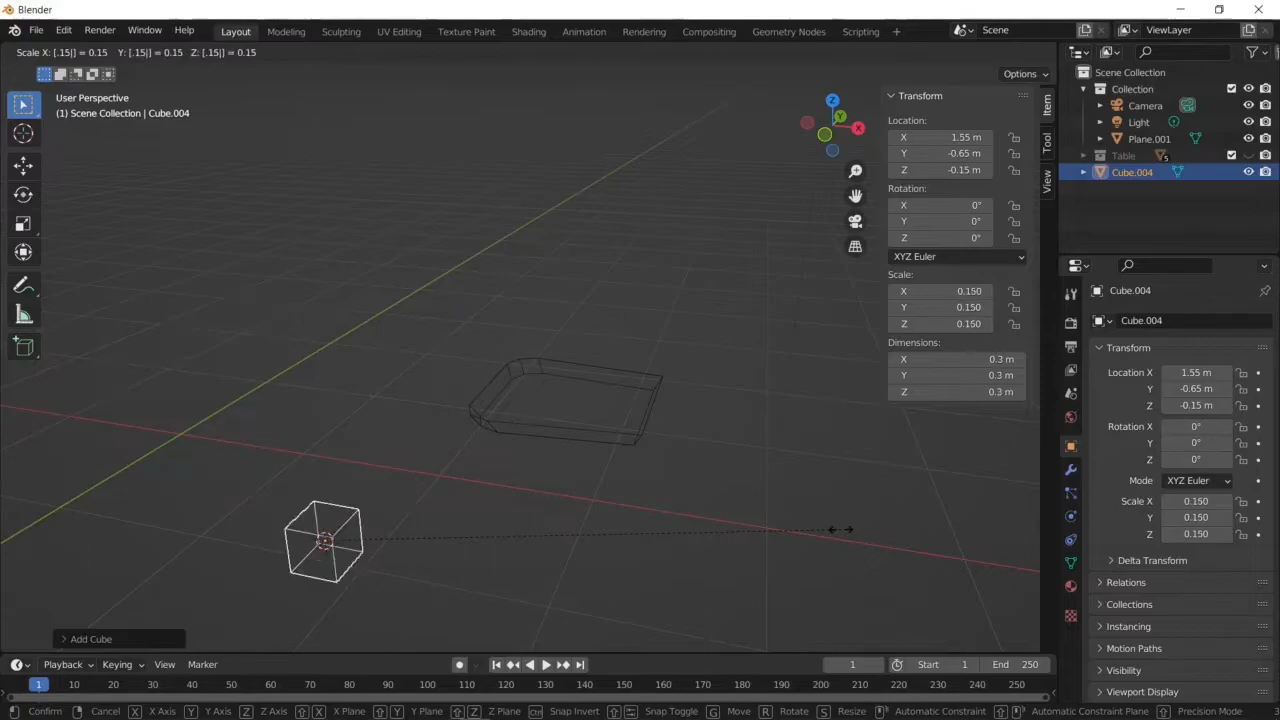 Blender
File Edit Render Window Help Layout Modeling Sculpting UV Editing Texture Paint Shading Animation Rendering Compositing Geometry Nodes Scripting + Scene ViewLayer
Scale X: [.15|] = 0.15 Y: [.15|] = 0.15 Z: [.15|] = 0.15
Options
User Perspective
(1) Scene Collection | Cube.004
Z
Y
X
Transform
Location:
X 1.55 m
Y -0.65 m
Z -0.15 m
Rotation:
X 0°
Y 0°
Z 0°
XYZ Euler
Scale:
X 0.150
Y 0.150
Z 0.150
Dimensions:
X 0.3 m
Y 0.3 m
Z 0.3 m
Item
Tool
View
Scene Collection
Collection
Camera
Light
Plane.001
Table 5
Cube.004
Cube.004
Cube.004
Transform
Location X 1.55 m
Y -0.65 m
Z -0.15 m
Rotation X 0°
Y 0°
Z 0°
Mode XYZ Euler
Scale X 0.150
Y 0.150
Z 0.150
Delta Transform
Relations
Collections
Instancing
Motion Paths
Visibility
Viewport Display
Add Cube
Playback Keying View Marker 1 Start 1 End 250
1 10 20 30 40 50 60 70 80 90 100 110 120 130 140 150 160 170 180 190 200 210 220 230 240 250
Confirm Cancel X X Axis Y Y Axis Z Z Axis X X Plane Y Y Plane Z Z Plane Ctrl Snap Invert Snap Toggle G Move R Rotate S Resize Automatic Constraint Automatic Constraint Plane Precision Mode